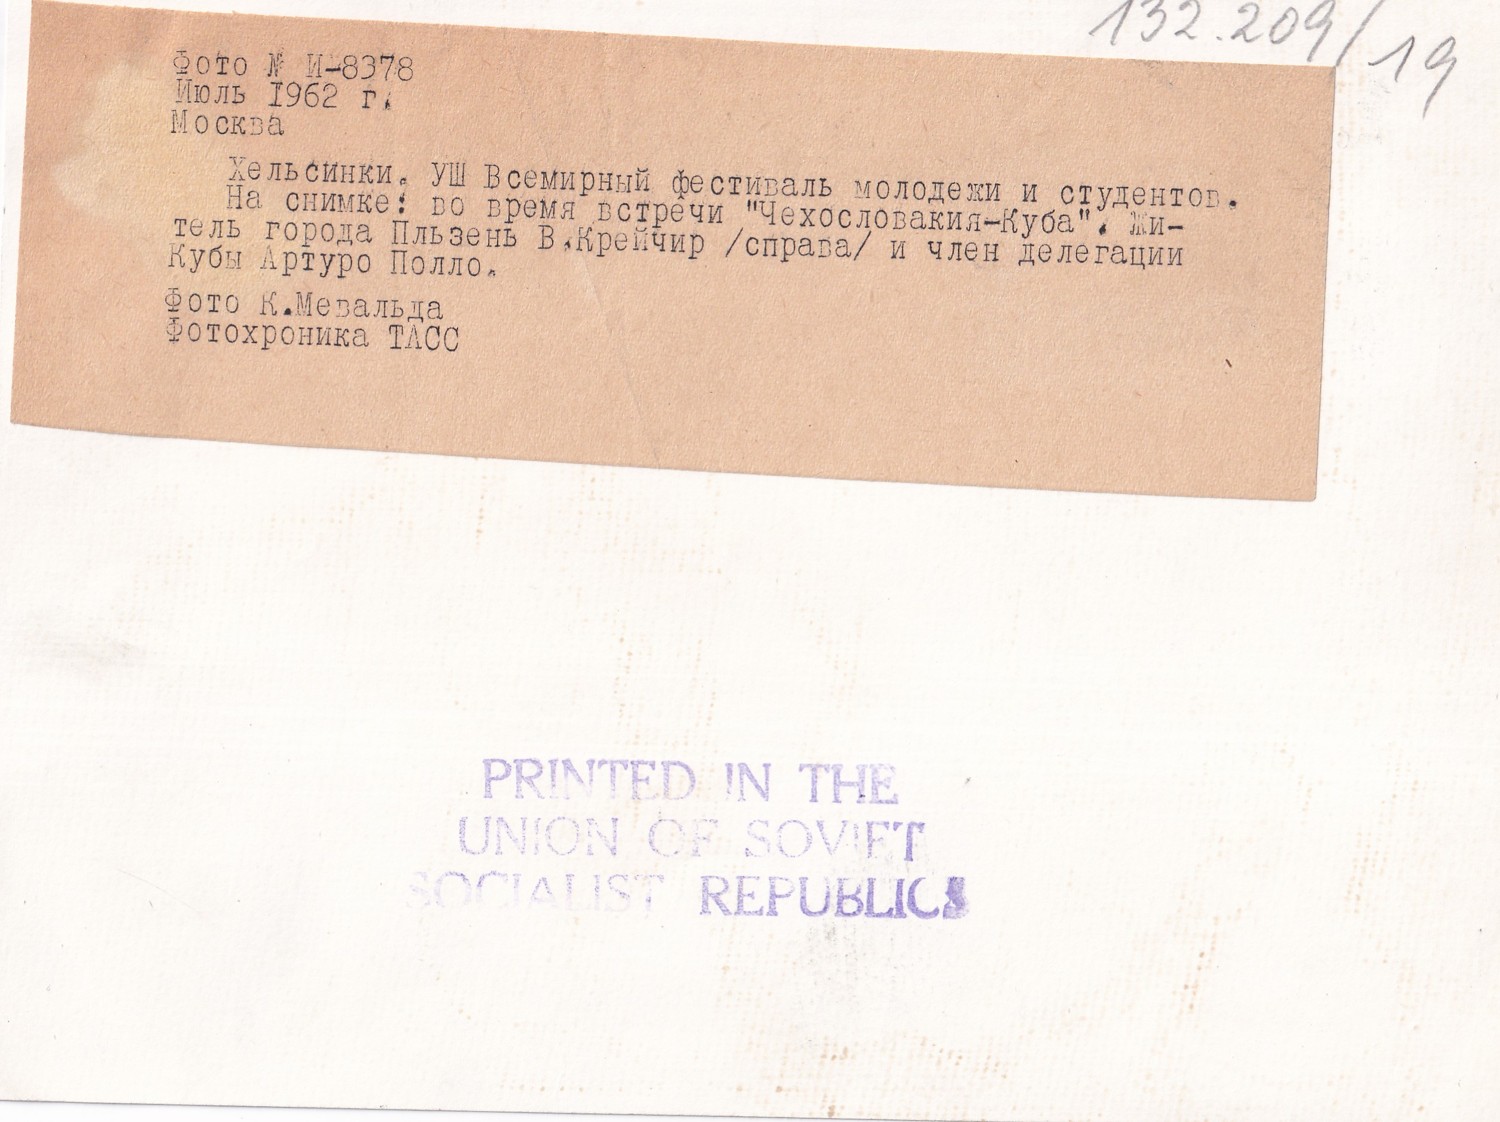 132.209/19
Фото № И-8378
Июль 1962 г.
Москва
Хельсинки. УШ Всемирный фестиваль молодежи и студентов.
На снимке: во время встречи "Чехословакия-Куба". Жи-
тель города Пльзень В.Крейчир /справа/ и член делегации
Кубы Артуро Полло.
Фото К.Мевальда
Фотохроника ТАСС
PRINTED IN THE
UNION OF SOVIET
SOCIALIST REPUBLICS